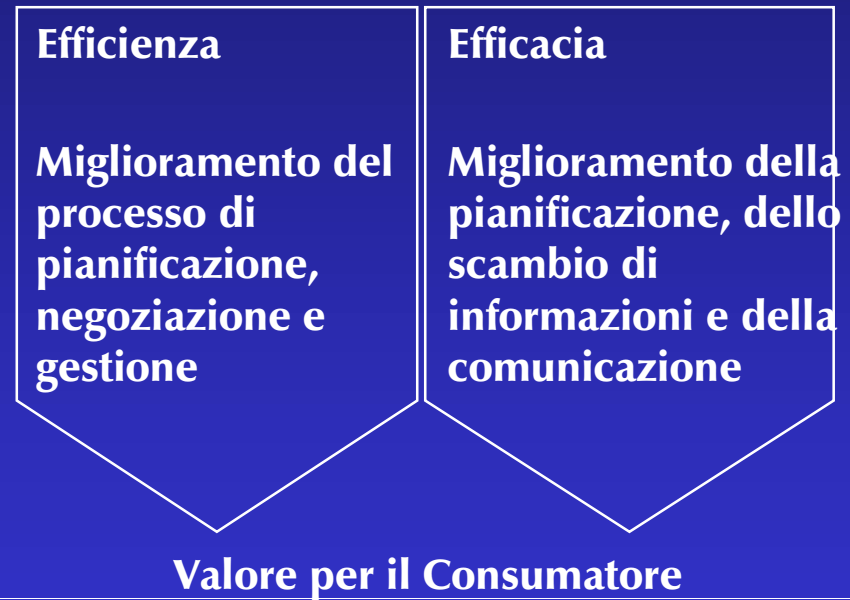 Efficienza
Miglioramento del
processo di
pianificazione,
negoziazione e
gestione
Efficacia
Miglioramento della
pianificazione, dello
scambio di
informazioni e della
comunicazione
Valore per il Consumatore